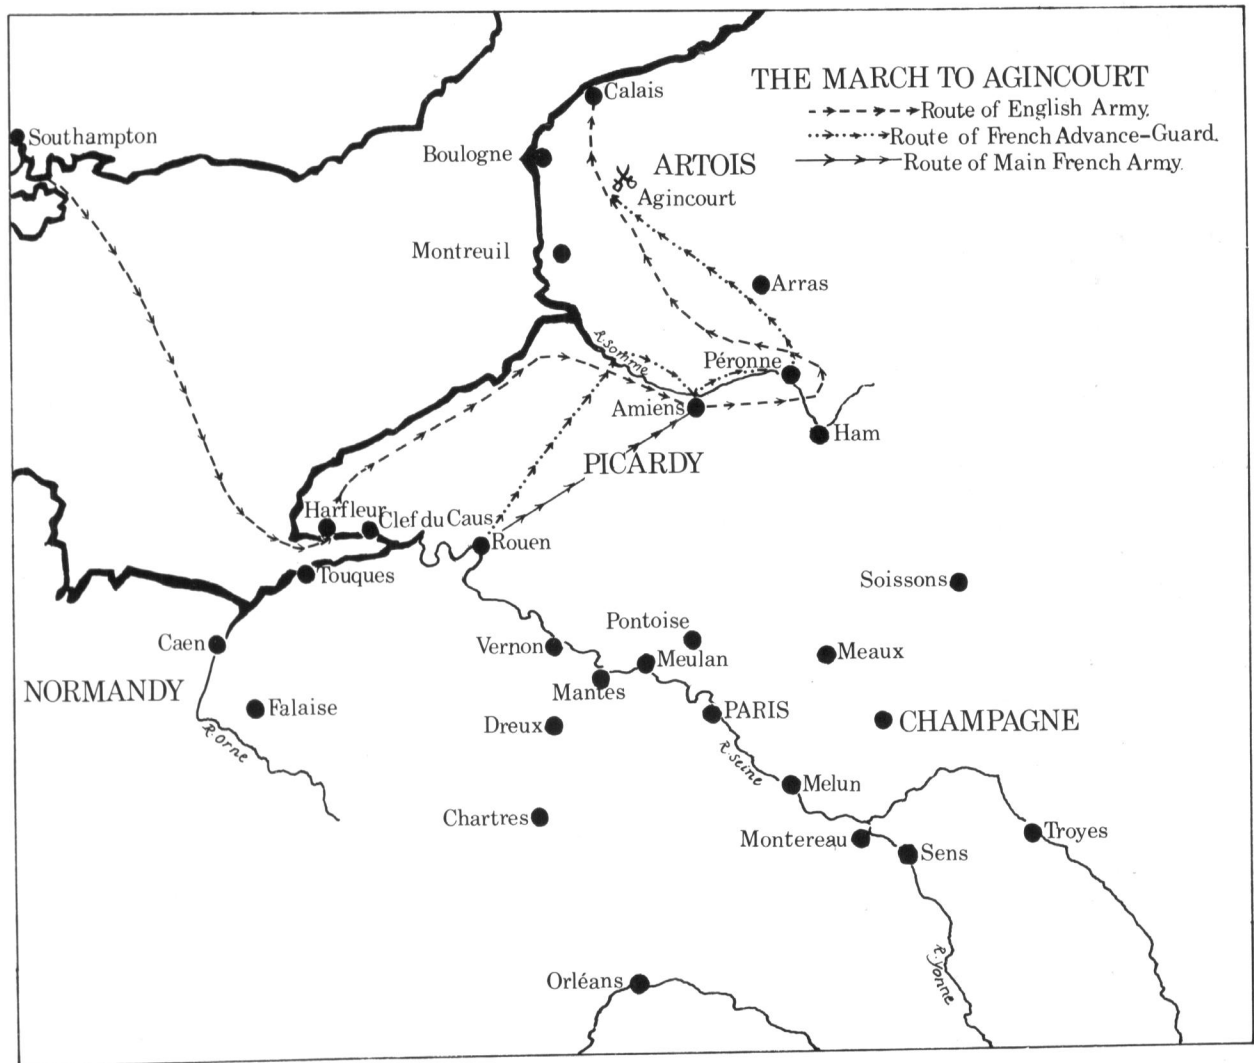 THE MARCH TO AGINCOURT
Route of English Army.
Route of French Advance-Guard.
Route of Main French Army.
Calais
Southampton
Boulogne
ARTOIS
Agincourt
Montreuil
Arras
R. Somme
Péronne
Amiens
Ham
PICARDY
Harfleur
Clef du Caus
Rouen
Touques
Soissons
Caen
Vernon
Pontoise
Meulan
Meaux
NORMANDY
Mantes
Falaise
Dreux
PARIS
CHAMPAGNE
R. Orne
R. Seine
Melun
Chartres
Montereau
Sens
Troyes
R. Yonne
Orléans